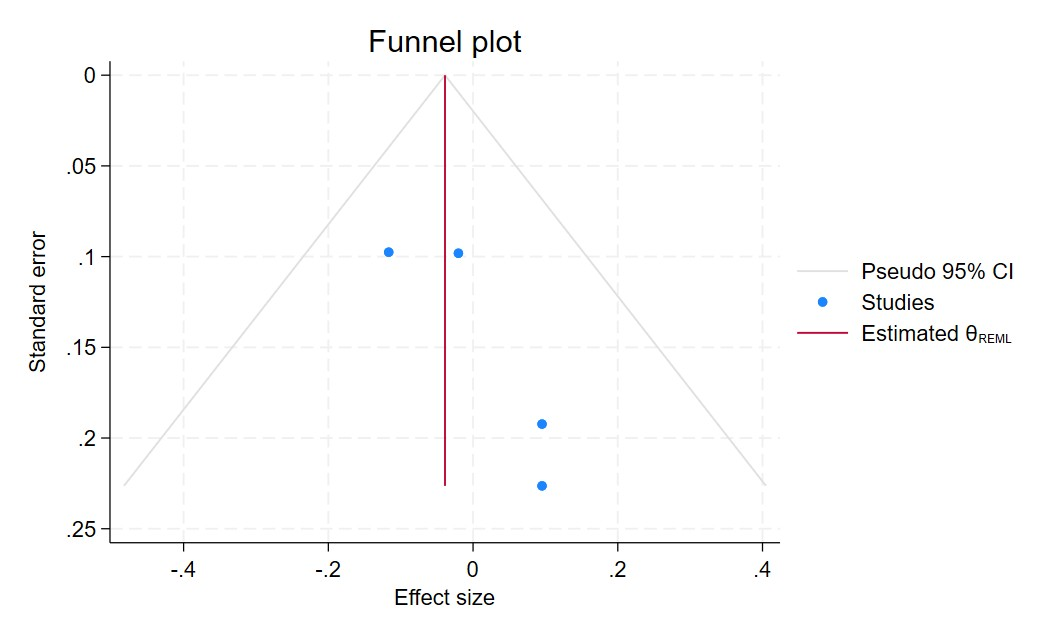 Funnel plot
0
.05
.1
.15
.2
.25
Standard error
-.4
-.2
0
.2
.4
Effect size
Pseudo 95% CI
Studies
Estimated θREML